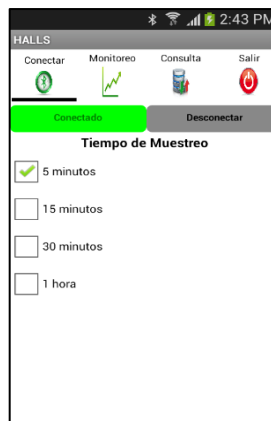 2:43 PM
HALLS
Conectar Monitoreo Consulta Salir
Conectado Desconectar
Tiempo de Muestreo
5 minutos
15 minutos
30 minutos
1 hora